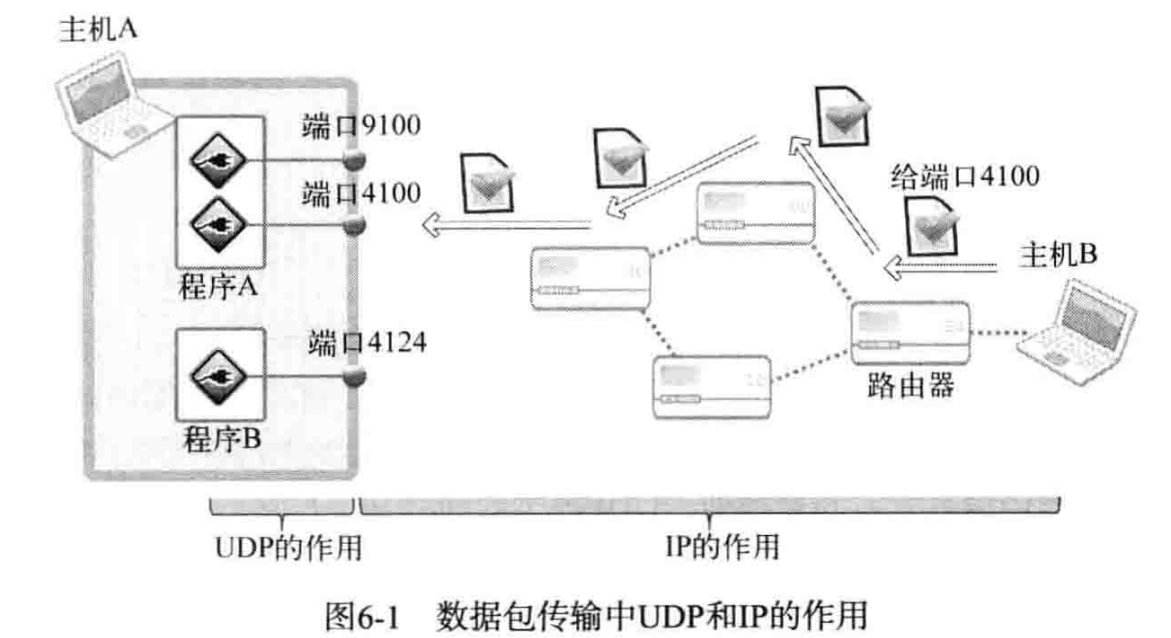 主机A
端口9100
端口4100
程序A
端口4124
程序B
给端口4100
主机B
路由器
UDP的作用
IP的作用
图6-1 数据包传输中UDP和IP的作用